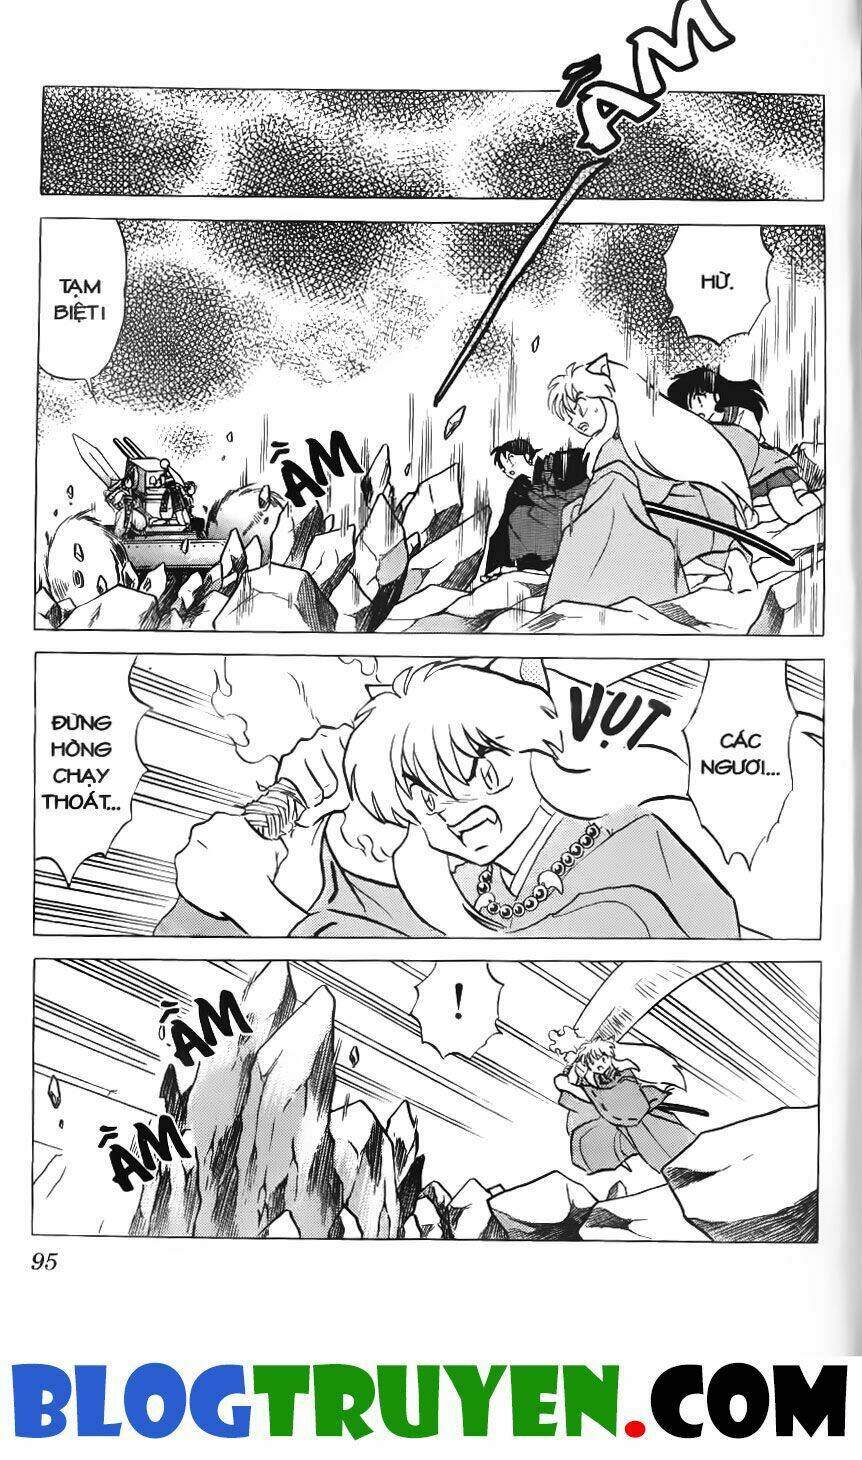 ẦM
HỪ.
TẠM
BIỆT!
ẦM
CÁC
NGƯƠI...
VỤT
ĐỪNG
HÒNG
CHẠY
THOÁT...
!
ẦM
ẦM
95
BLOGTRUYEN.COM